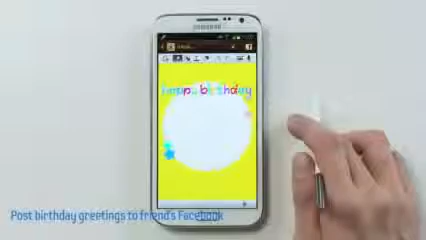 SAMSUNG
happy birthday
Post birthday greetings to friend's Facebook